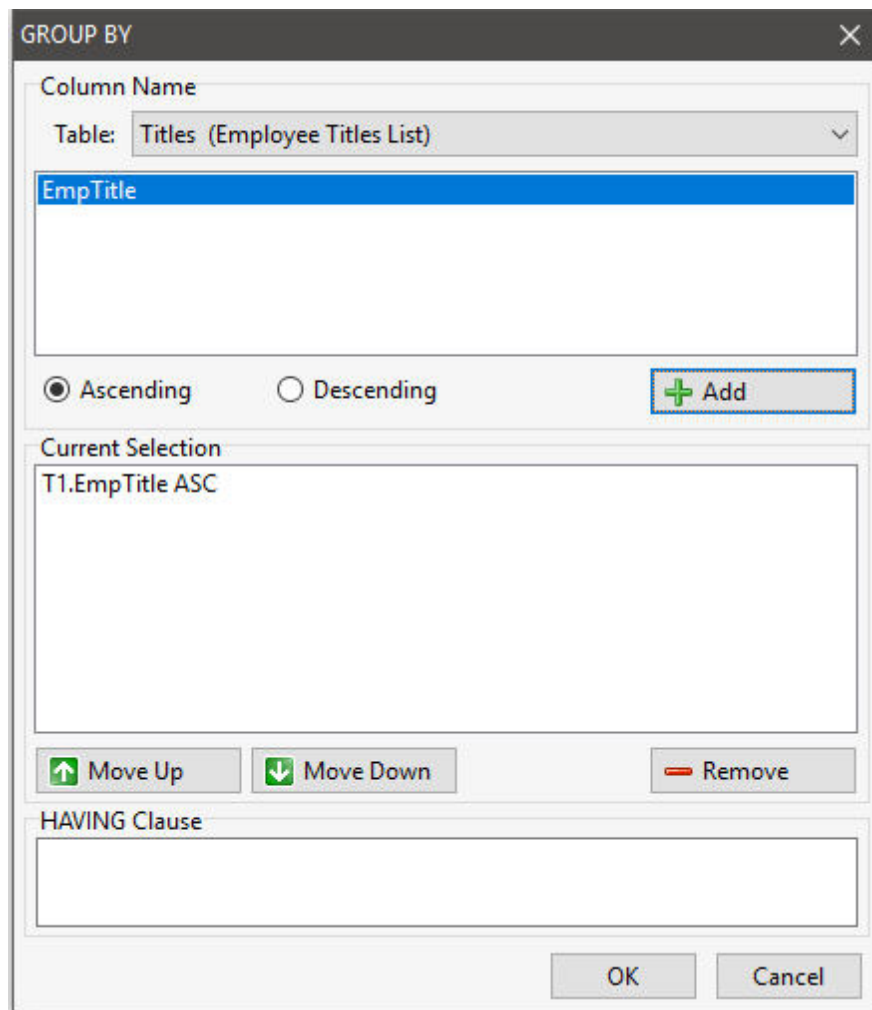 GROUP BY
Column Name
Table: Titles (Employee Titles List)
EmpTitle
Ascending Descending Add
Current Selection
T1.EmpTitle ASC
Move Up Move Down Remove
HAVING Clause
OK Cancel